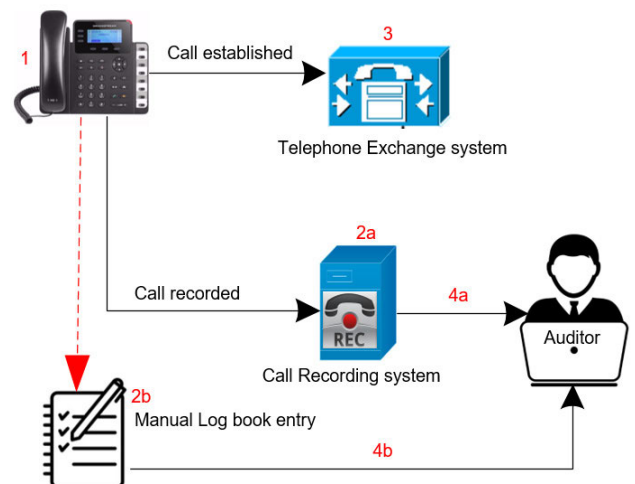 1
Call established
3
Telephone Exchange system
2a
Call recorded
REC
4a
Auditor
Call Recording system
2b
Manual Log book entry
4b